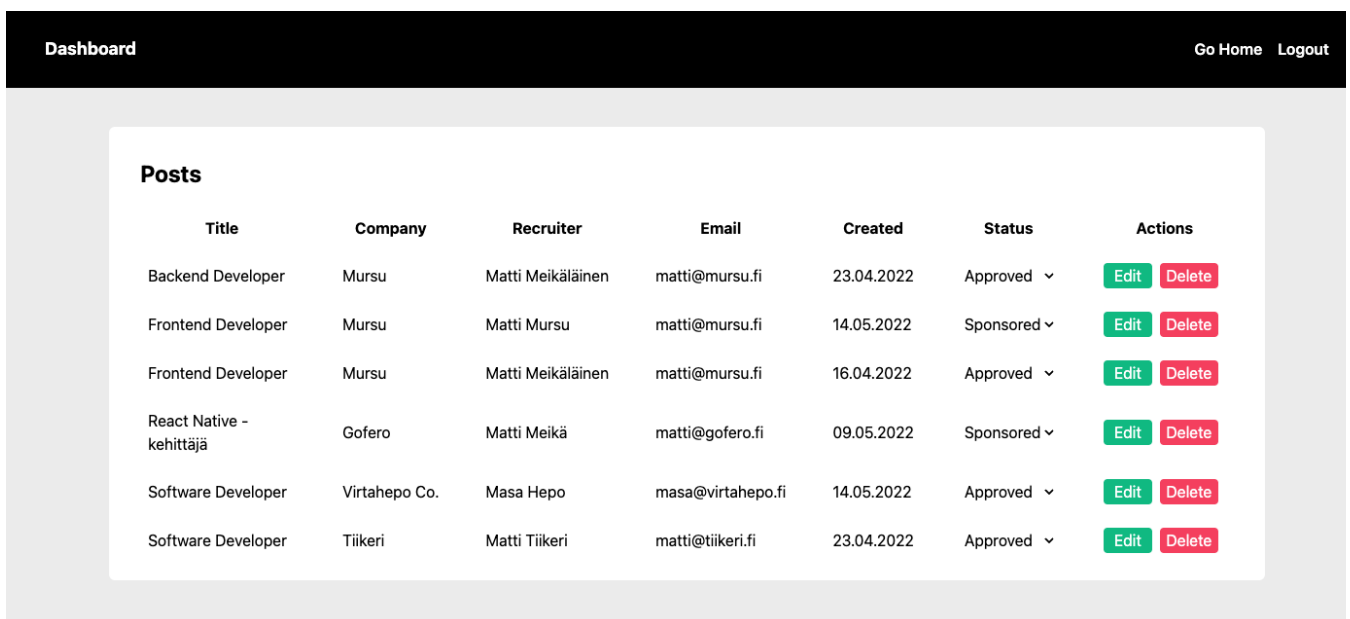 Dashboard Go Home Logout
Posts
Title Company Recruiter Email Created Status Actions
Backend Developer Mursu Matti Meikäläinen matti@mursu.fi 23.04.2022 Approved Edit Delete
Frontend Developer Mursu Matti Mursu matti@mursu.fi 14.05.2022 Sponsored Edit Delete
Frontend Developer Mursu Matti Meikäläinen matti@mursu.fi 16.04.2022 Approved Edit Delete
React Native -
kehittäjä Gofero Matti Meikä matti@gofero.fi 09.05.2022 Sponsored Edit Delete
Software Developer Virtahepo Co. Masa Hepo masa@virtahepo.fi 14.05.2022 Approved Edit Delete
Software Developer Tiikeri Matti Tiikeri matti@tiikeri.fi 23.04.2022 Approved Edit Delete